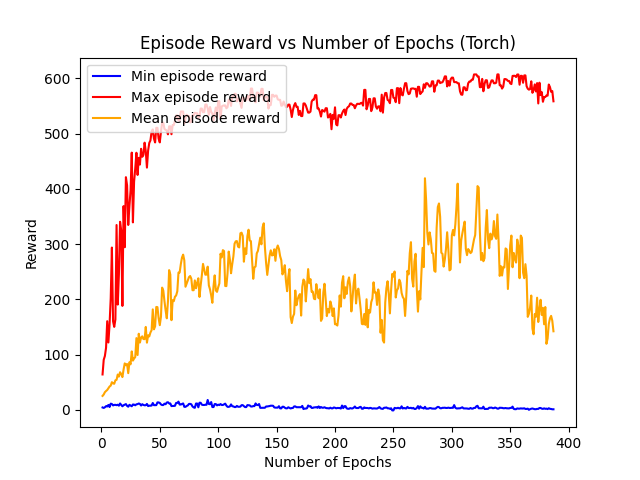 Episode Reward vs Number of Epochs (Torch)
Min episode reward
Max episode reward
Mean episode reward
Reward
600
500
400
300
200
100
0
0 50 100 150 200 250 300 350 400
Number of Epochs